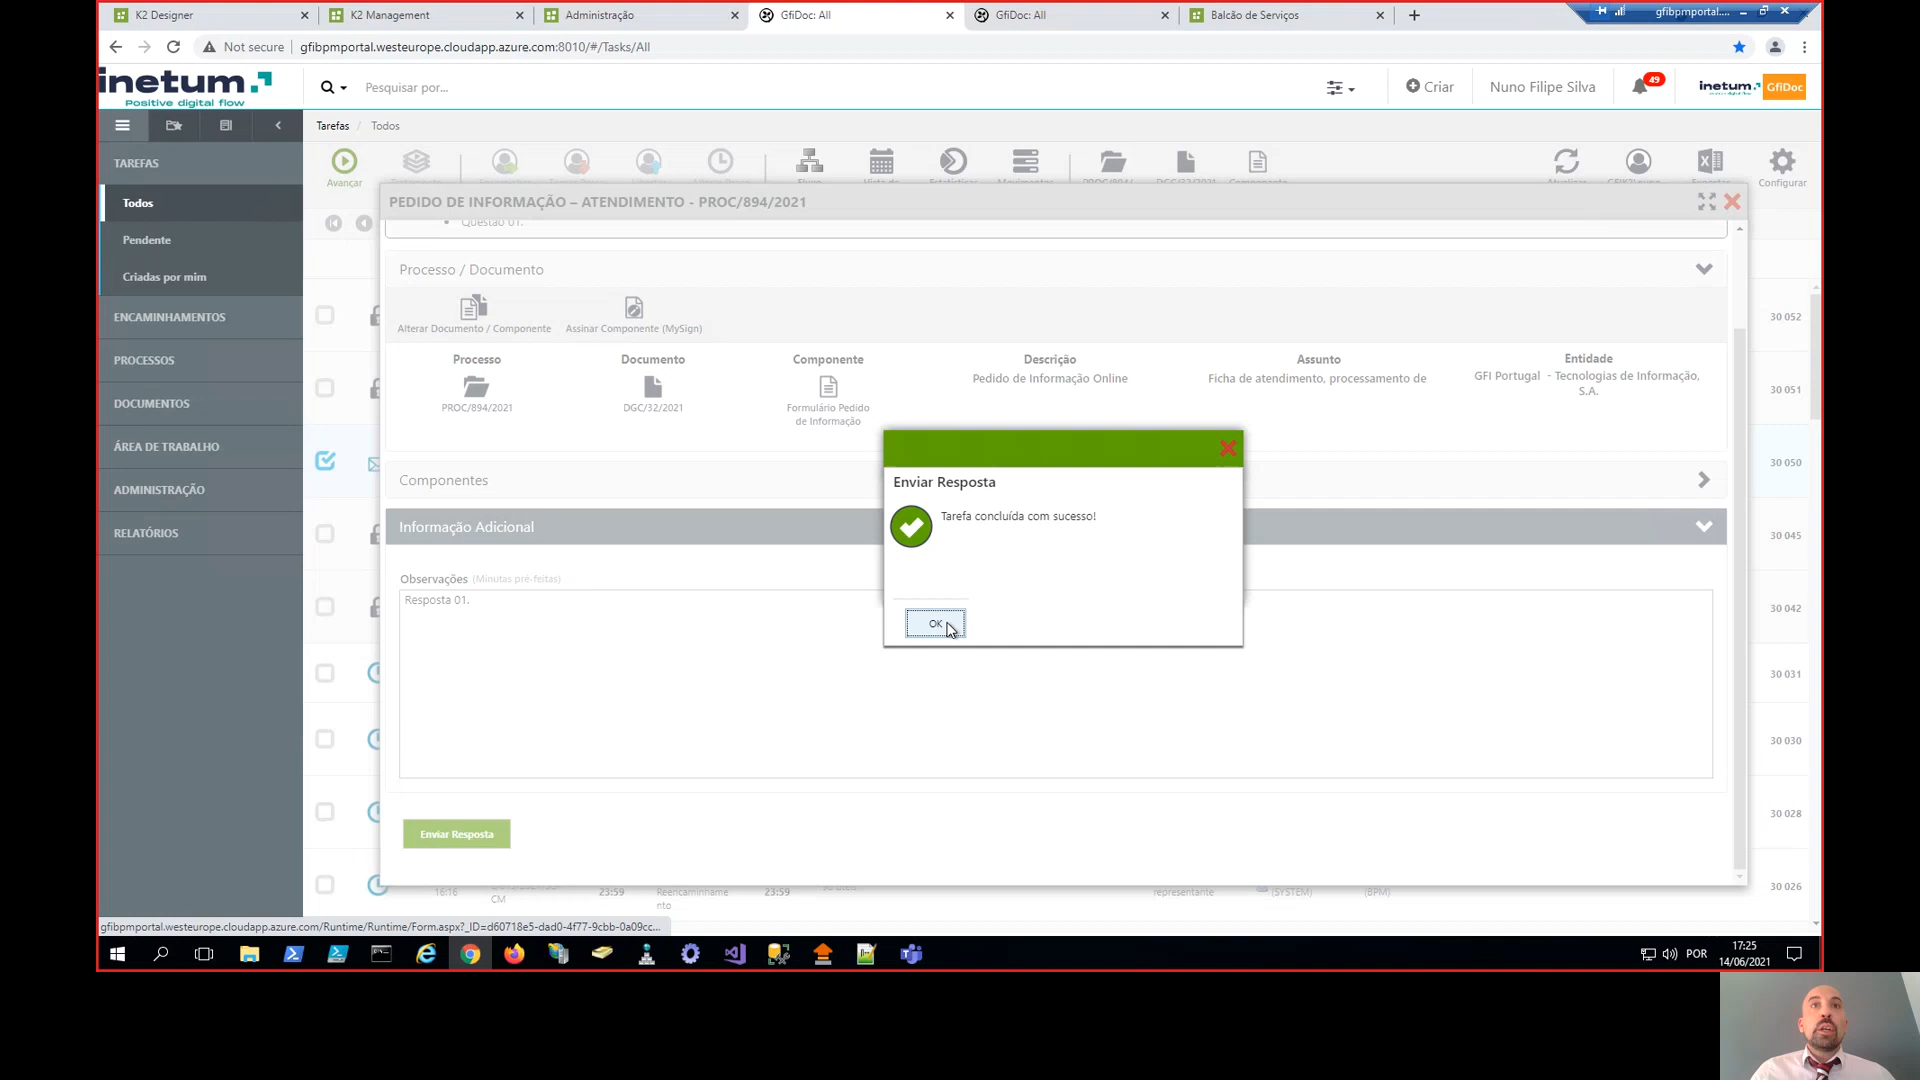 K2 Designer
K2 Management
Administração
GfiDoc: All
GfiDoc: All
Balcão de Serviços
gfibpmportal....
Not secure
gfibpmportal.westeurope.cloudapp.azure.com:8010/#/Tasks/All
inetum
Positive digital flow
Pesquisar por...
Criar
Nuno Filipe Silva
49
inetum
GfiDoc
Tarefas / Todos
TAREFAS
Todos
Pendente
Criadas por mim
ENCAMINHAMENTOS
PROCESSOS
DOCUMENTOS
ÁREA DE TRABALHO
ADMINISTRAÇÃO
RELATÓRIOS
Avançar
Configurar
PEDIDO DE INFORMAÇÃO – ATENDIMENTO - PROC/894/2021
Questão 01.
Processo / Documento
Alterar Documento / Componente
Assinar Componente (MySign)
Processo
Documento
Componente
Descrição
Assunto
Entidade
PROC/894/2021
DGC/32/2021
Formulário Pedido
de Informação
Pedido de Informação Online
Ficha de atendimento, processamento de
GFI Portugal - Tecnologias de Informação,
S.A.
Componentes
Informação Adicional
Observações (Minutas pré-feitas)
Resposta 01.
Enviar Resposta
Enviar Resposta
Tarefa concluída com sucesso!
OK
30 052
30 051
30 050
30 045
30 042
30 031
30 030
30 028
30 026
16:16
CM
23:59
Reencaminhame
nto
23:59
representante
(SYSTEM)
(BPM)
gfibpmportal.westeurope.cloudapp.azure.com/Runtime/Runtime/Form.aspx?_ID=d60718e5-dad0-4f77-9cbb-0a09cc...
POR
17:25
14/06/2021